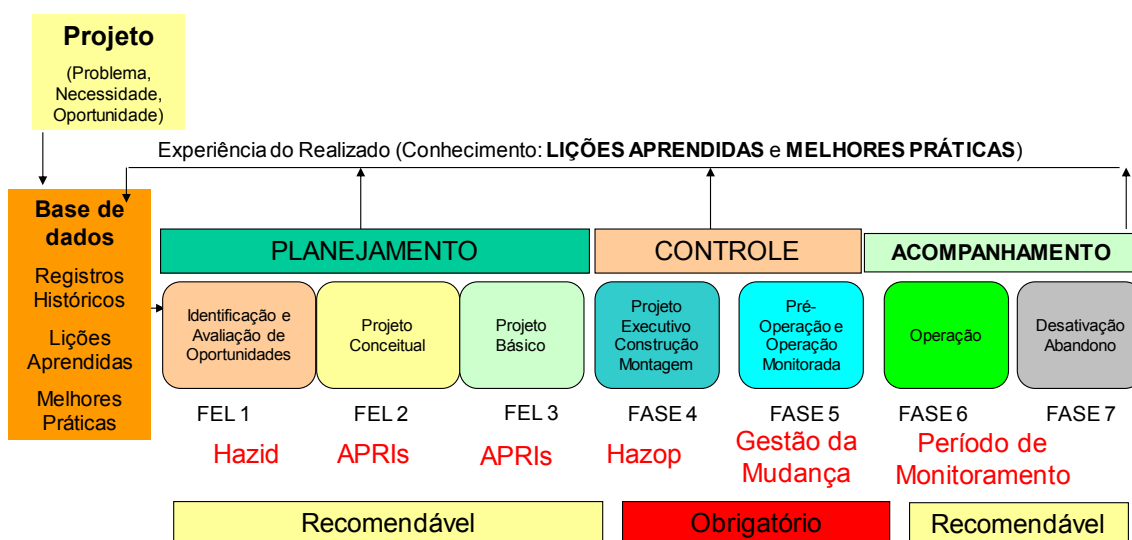 Projeto
(Problema,
Necessidade,
Oportunidade)
Experiência do Realizado (Conhecimento: LIÇÕES APRENDIDAS e MELHORES PRÁTICAS)
Base de
dados
Registros
Históricos
Lições
Aprendidas
Melhores
Práticas
PLANEJAMENTO
CONTROLE
ACOMPANHAMENTO
Identificação e
Avaliação de
Oportunidades
Projeto
Conceitual
Projeto
Básico
Projeto
Executivo
Construção
Montagem
Pré-
Operação e
Operação
Monitorada
Operação
Desativação
Abandono
FEL 1
FEL 2
FEL 3
FASE 4
FASE 5
FASE 6
FASE 7
Hazid
APRIs
APRIs
Hazop
Gestão da
Mudança
Período de
Monitoramento
Recomendável
Obrigatório
Recomendável